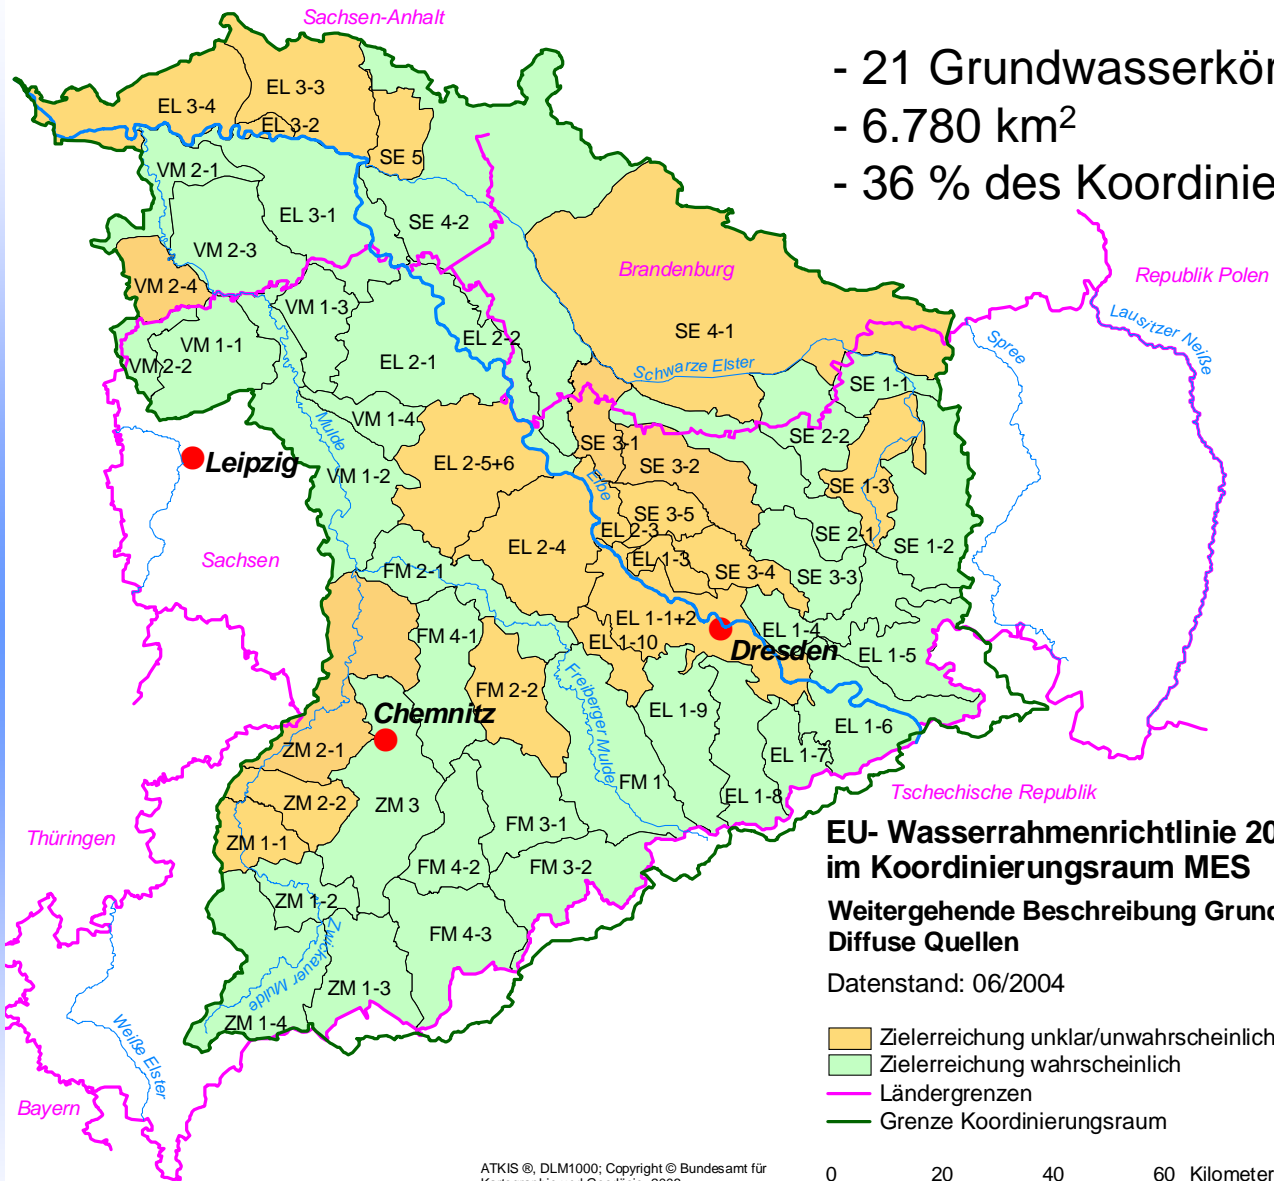 Sachsen-Anhalt
- 21 Grundwasserkör
- 6.780 km²
- 36 % des Koordinie
EL 3-3
EL 3-4
EL 3-2
SE 5
VM 2-1
EL 3-1
SE 4-2
VM 2-3
VM 2-4
Brandenburg
Republik Polen
VM 1-3
SE 4-1
Spree
Lausitzer Neiße
VM 1-1
EL 2-2
VM 2-2
EL 2-1
Schwarze Elster
SE 1-1
Mulde
VM 1-4
SE 2-2
SE 3-1
Leipzig
EL 2-5+6
SE 3-2
VM 1-2
Elbe
SE 1-3
SE 3-5
EL 2-3
SE 2-1
Sachsen
EL 2-4
EL 1-3
SE 1-2
FM 2-1
SE 3-4
SE 3-3
EL 1-1+2
EL 1-4
FM 4-1
EL 1-10
Dresden
EL 1-5
FM 2-2
Freiberger Mulde
Chemnitz
EL 1-9
EL 1-6
ZM 2-1
EL 1-7
FM 1
ZM 2-2
ZM 3
EL 1-8
Tschechische Republik
FM 3-1
Thüringen
ZM 1-1
FM 4-2
FM 3-2
ZM 1-2
FM 4-3
Zwickauer Mulde
ZM 1-3
ZM 1-4
Weiße Elster
Bayern
EU- Wasserrahmenrichtlinie 20
im Koordinierungsraum MES
Weitergehende Beschreibung Grund
Diffuse Quellen
Datenstand: 06/2004
Zielerreichung unklar/unwahrscheinlich
Zielerreichung wahrscheinlich
Ländergrenzen
Grenze Koordinierungsraum
0 20 40 60 Kilometer
ATKIS ®, DLM1000; Copyright © Bundesamt für